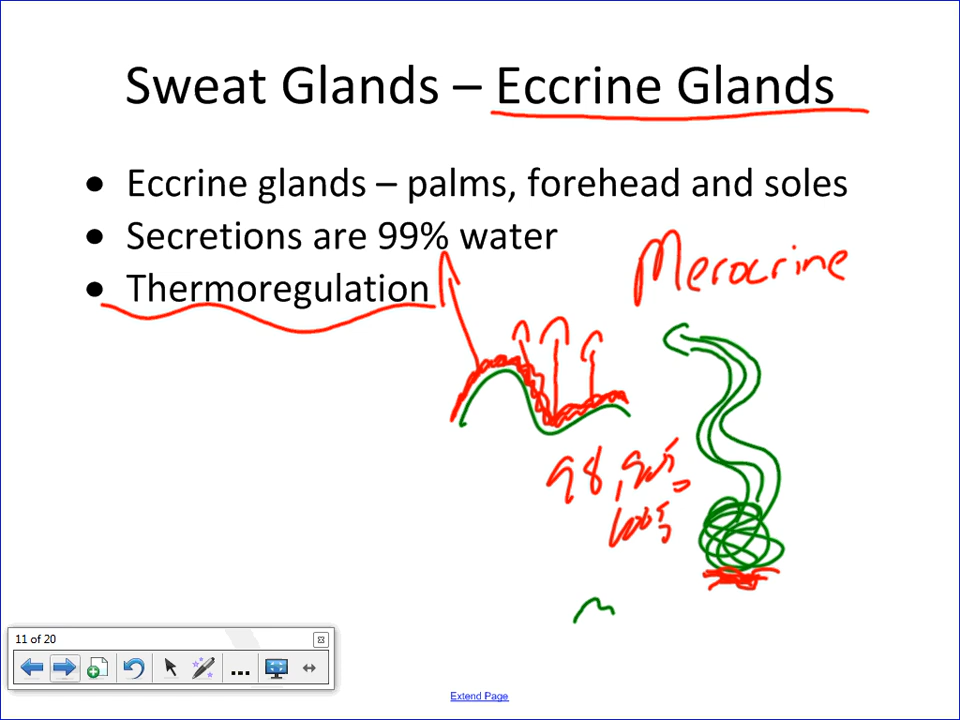 Sweat Glands – Eccrine Glands
• Eccrine glands – palms, forehead and soles
• Secretions are 99% water
Merocrine
• Thermoregulation
98,
11 of 20
...
Extend Page